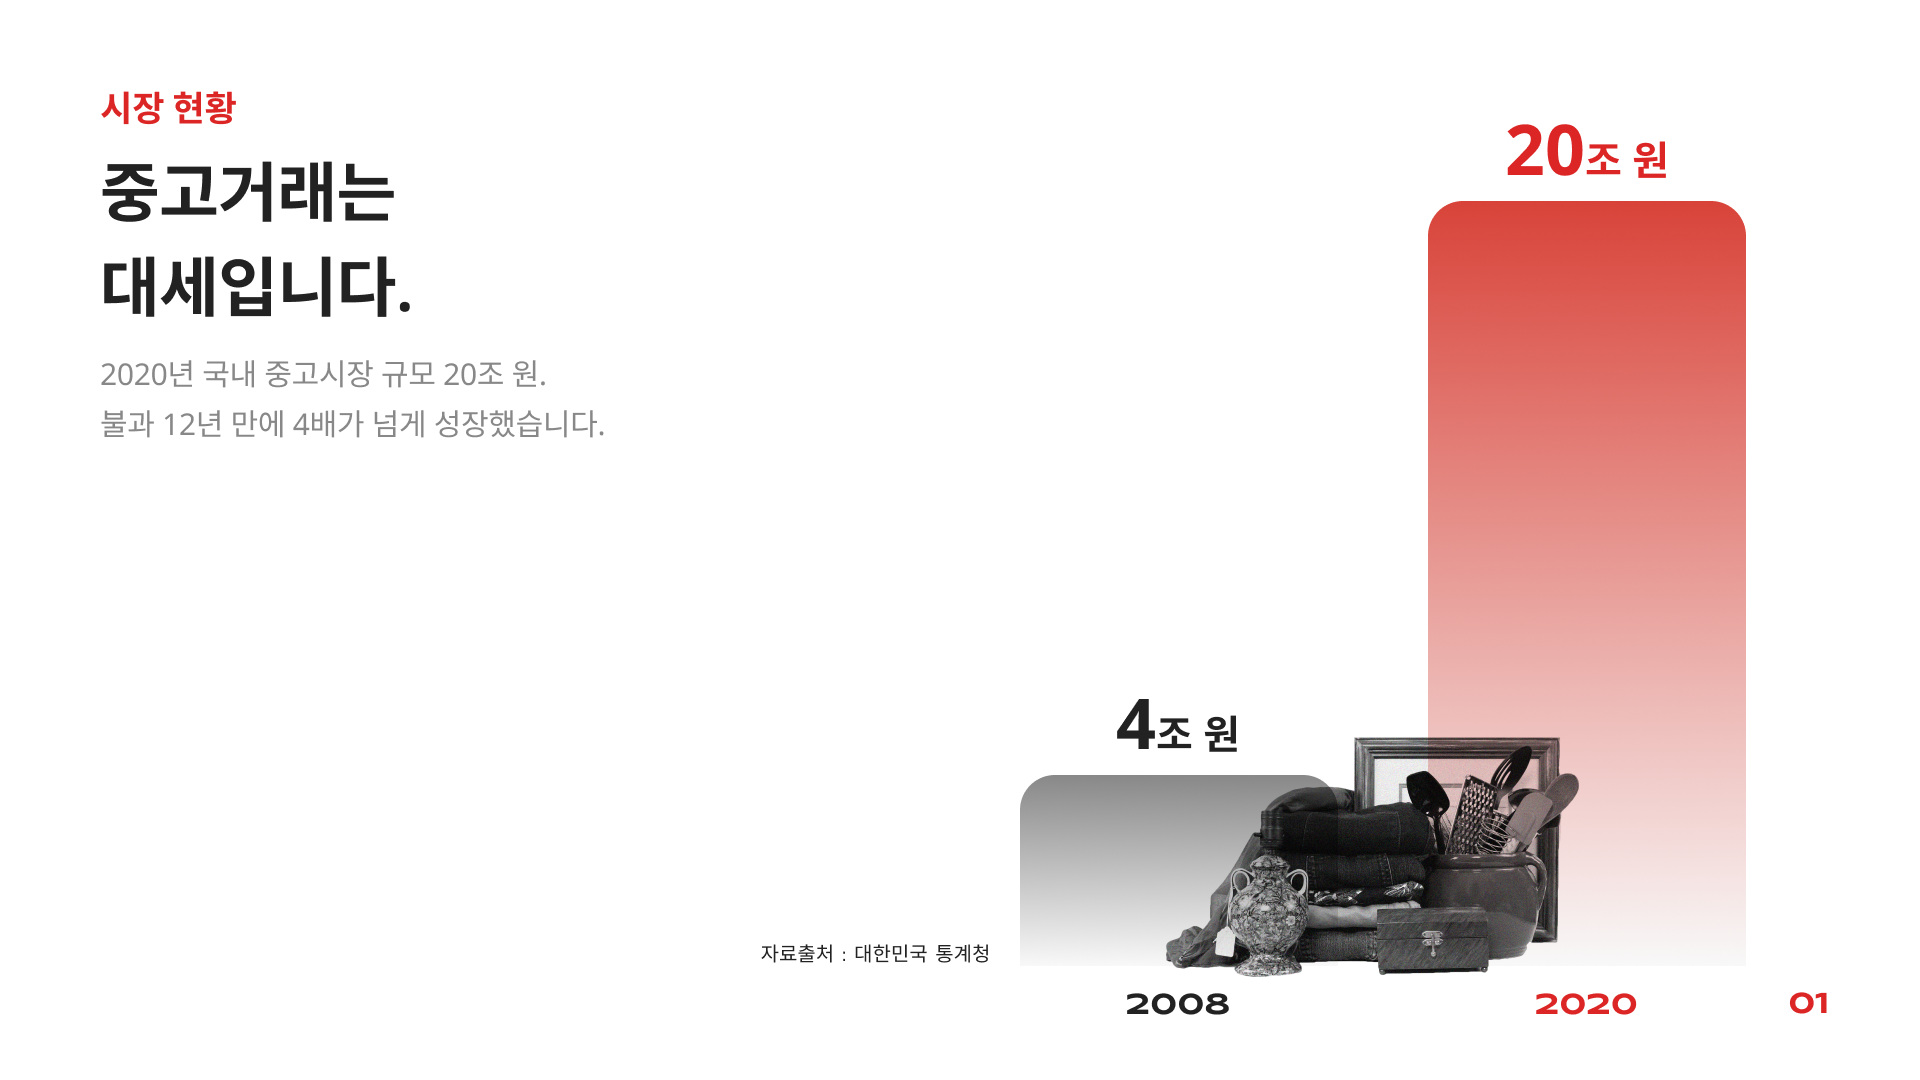 시장 현황
중고거래는
대세입니다.
2020년 국내 중고시장 규모 20조 원.
불과 12년 만에 4배가 넘게 성장했습니다.
20조 원
4조 원
자료출처 : 대한민국 통계청
2008
2020
01